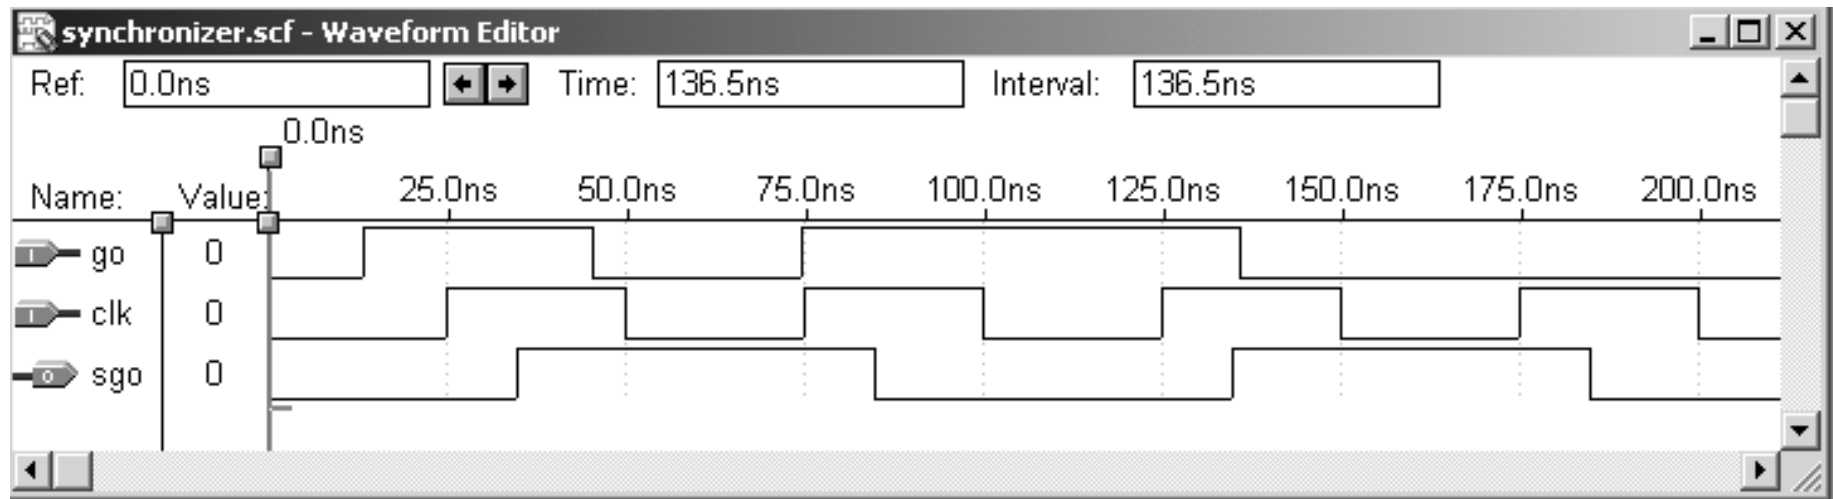 synchronizer.scf - Waveform Editor
Ref: 0.0ns Time: 136.5ns Interval: 136.5ns
0.0ns
Name: Value: 25.0ns 50.0ns 75.0ns 100.0ns 125.0ns 150.0ns 175.0ns 200.0ns
I go 0
I clk 0
O sgo 0